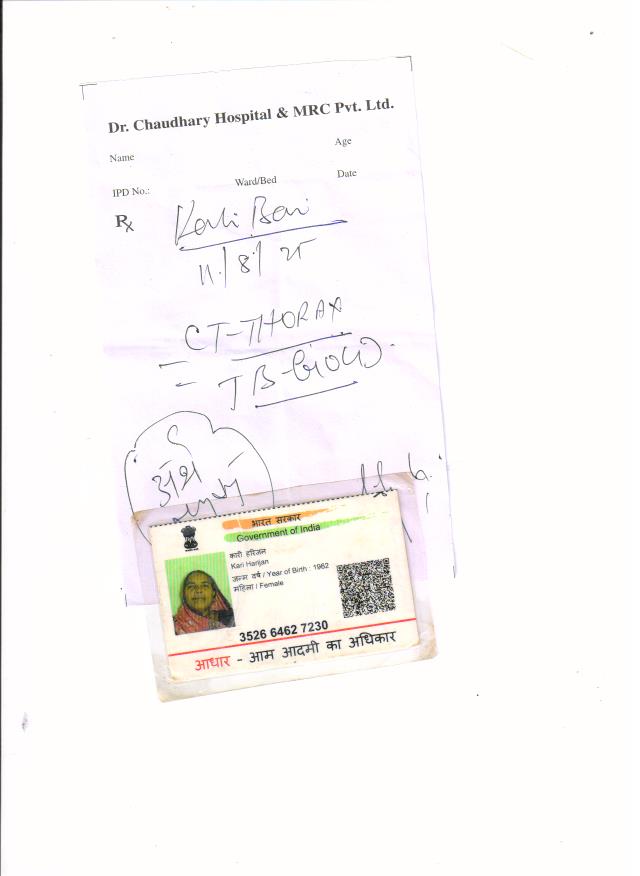 Dr. Chaudhary Hospital & MRC Pvt. Ltd.
Name Age
IPD No.: Ward/Bed Date
Rx
Kali Bai
11/8/25
CT-THORAX
TB-
भारत सरकार
Government of India
कारी हरिजन
Kari Harijan
जन्म वर्ष / Year of Birth : 1962
महिला / Female
3526 6462 7230
आधार - आम आदमी का अधिकार